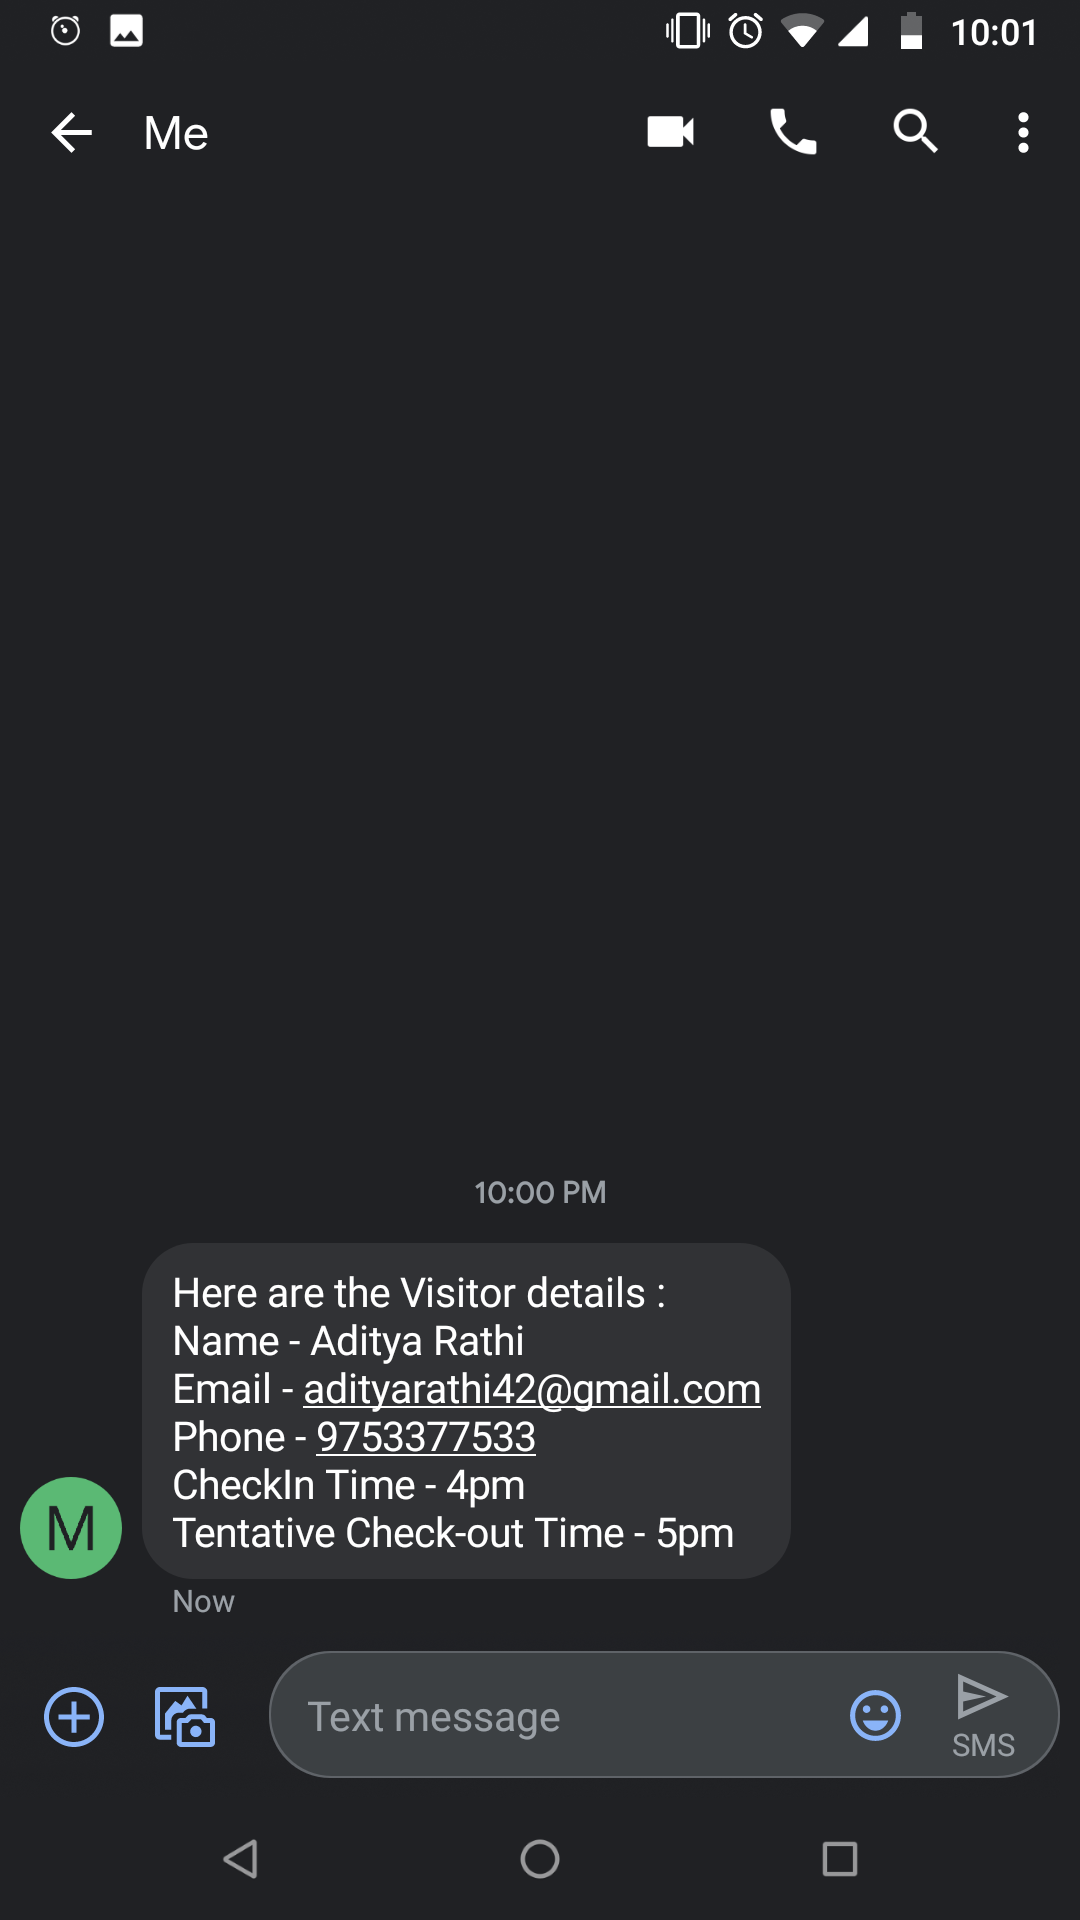 10:01
Me
10:00 PM
Here are the Visitor details :
Name - Aditya Rathi
Email - adityarathi42@gmail.com
Phone - 9753377533
CheckIn Time - 4pm
Tentative Check-out Time - 5pm
M
Now
Text message
SMS